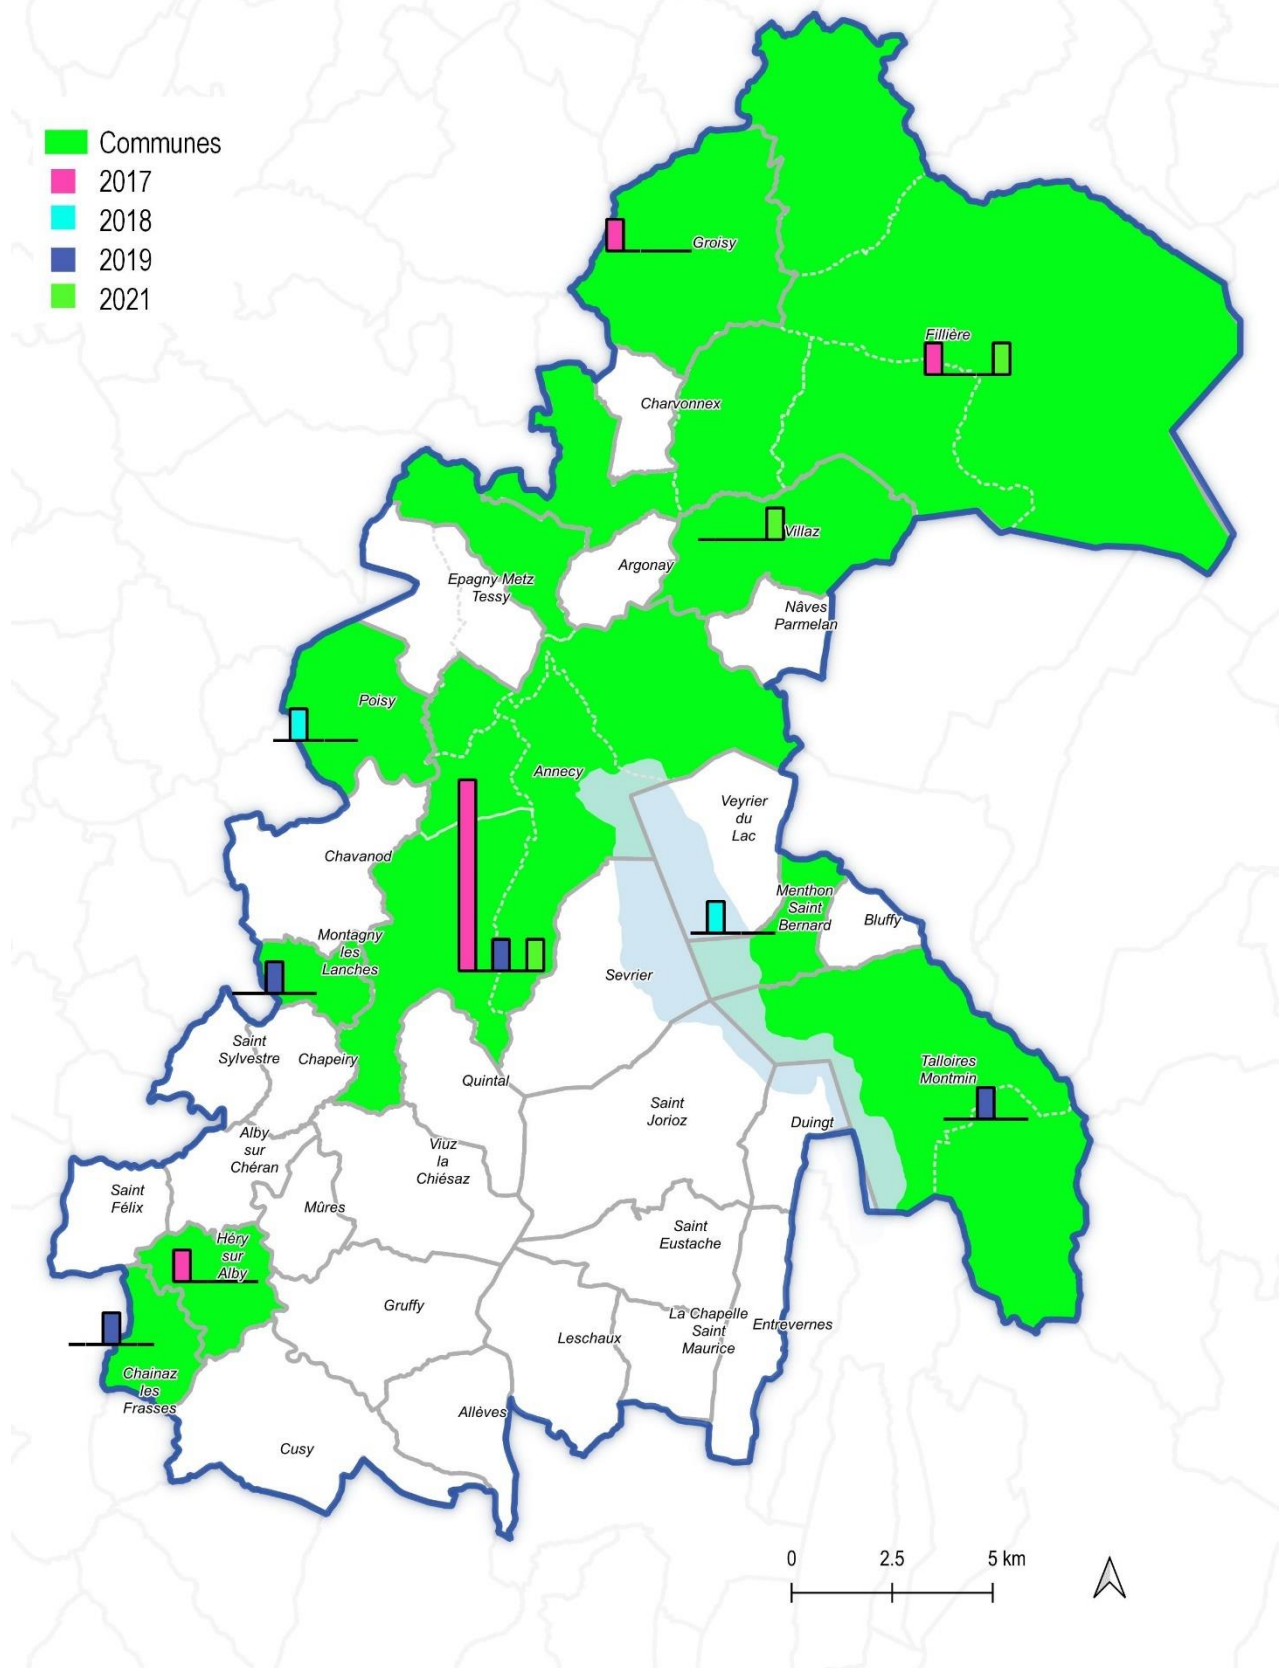 Communes
2017
2018
2019
2021
Groisy
Fillière
Charvonnex
Villaz
Argonay
Epagny Metz
Tessy
Nâves
Parmelan
Poisy
Annecy
Veyrier
du
Lac
Chavanod
Menthon
Saint
Bernard
Bluffy
Montagny
les
Lanches
Sevrier
Saint
Sylvestre
Chapeiry
Talloires
Montmin
Quintal
Saint
Jorioz
Duingt
Alby
sur
Chéran
Viuz
la
Chiésaz
Saint
Félix
Mûres
Saint
Eustache
Héry
sur
Alby
Gruffy
La Chapelle
Saint
Maurice
Entrevernes
Leschaux
Chainaz
les
Frasses
Allèves
Cusy
0 2.5 5 km